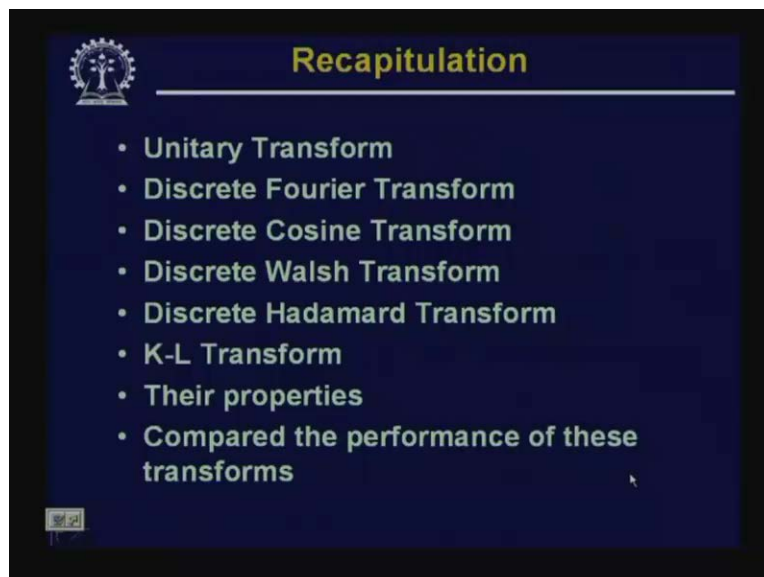 Recapitulation
• Unitary Transform
• Discrete Fourier Transform
• Discrete Cosine Transform
• Discrete Walsh Transform
• Discrete Hadamard Transform
• K-L Transform
• Their properties
• Compared the performance of these
transforms